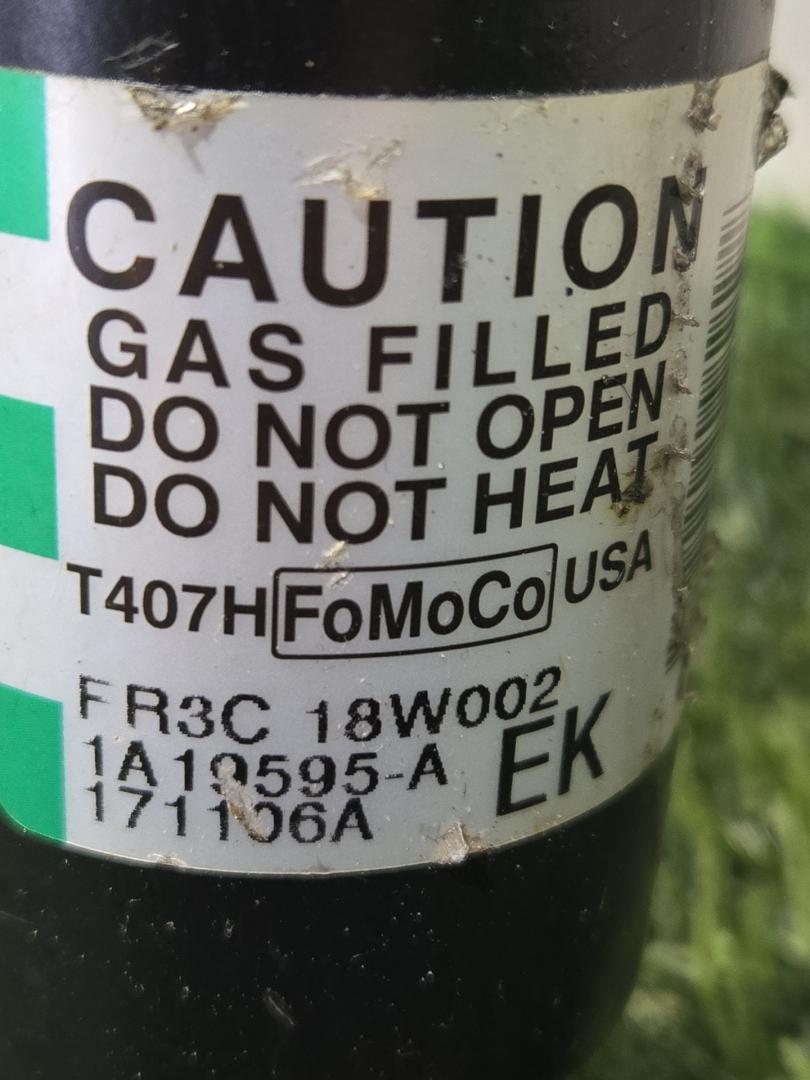 CAUTION
GAS FILLED
DO NOT OPEN
DO NOT HEAT
T407H FoMoCo USA
FR3C 18W002
1A19595-A EK
171106A